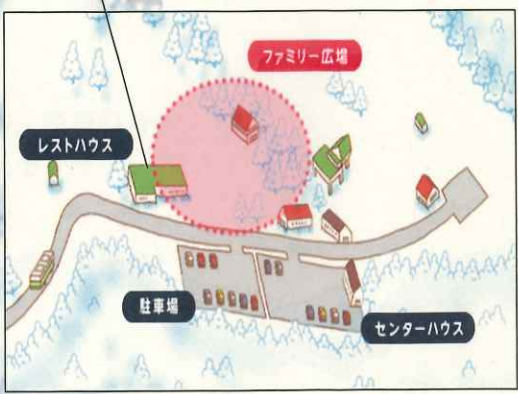 ファミリー広場
レストハウス
駐車場
センターハウス